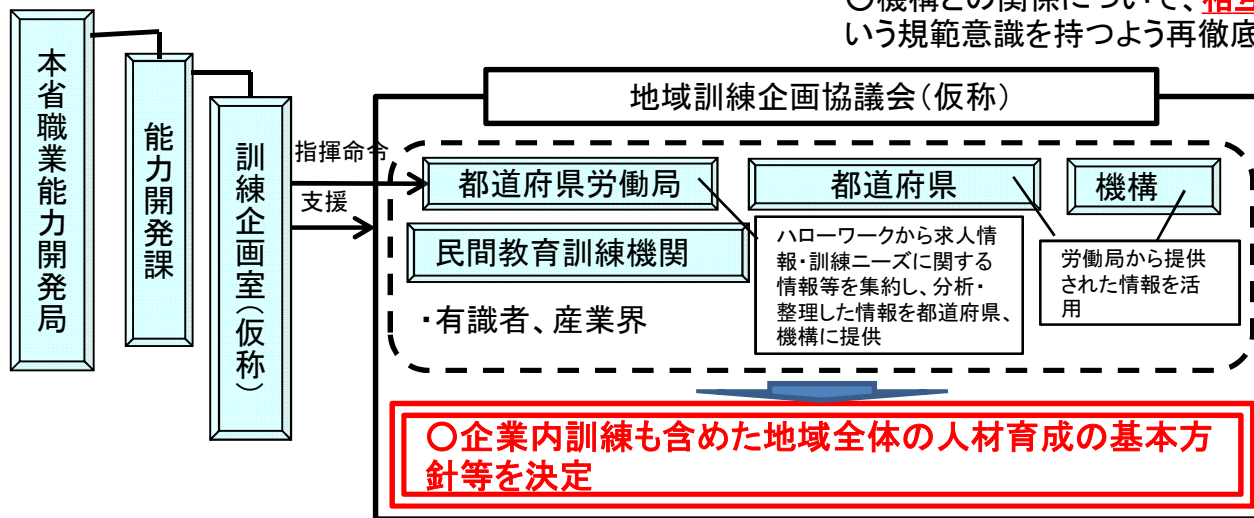 ○機構との関係について、相互
いう規範意識を持つよう再徹底
本省職業能力開発局
能力開発課
訓練企画室(仮称)
指揮命令
支援
地域訓練企画協議会(仮称)
都道府県労働局
都道府県
機構
民間教育訓練機関
・有識者、産業界
ハローワークから求人情
報・訓練ニーズに関する
情報等を集約し、分析・
整理した情報を都道府県、
機構に提供
労働局から提供
された情報を活
用
○企業内訓練も含めた地域全体の人材育成の基本方
針等を決定